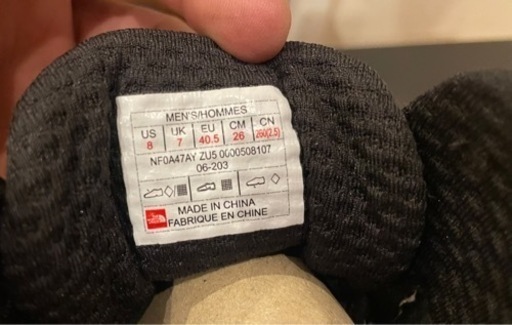 MEN'S/HOMMES
US UK EU CM CN
8 7 40.5 26 260(2.5)
NF0A47AY ZU5 0000508107
06-203
MADE IN CHINA
FABRIQUE EN CHINE